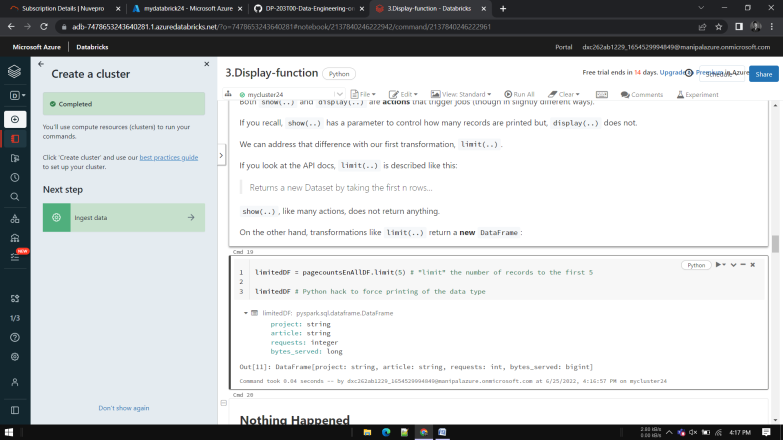 Subscription Details | Nuvepro
mydatabrick24 - Microsoft Azure
DP-203T00-Data-Engineering-on
3.Display-function - Databricks
adb-7478653243640281.1.azuredatabricks.net/?o=7478653243640281#notebook/2137840246222942/command/2137840246222961
Microsoft Azure
Databricks
Portal
dxc262ab1229_1654529994849@manipalazure.onmicrosoft.com
Create a cluster
Completed
You'll use compute resources (clusters) to run your
commands.
Click 'Create cluster' and use our best practices guide
to set up your cluster.
Next step
Ingest data
Don't show again
D
NEW
1/3
3.Display-function
Python
Free trial ends in 14 days. Upgrade to Premium in Azure
Schedule
Share
mycluster24
File
Edit
View: Standard
Run All
Clear
Comments
Experiment
Both show(..) and display(..) are actions that trigger jobs (though in slightly different ways).
If you recall, show(..) has a parameter to control how many records are printed but, display(..) does not.
We can address that difference with our first transformation, limit(..).
If you look at the API docs, limit(..) is described like this:
Returns a new Dataset by taking the first n rows...
show(..), like many actions, does not return anything.
On the other hand, transformations like limit(..) return a new DataFrame:
Cmd 19
Python
1 limitedDF = pagecountsEnAllDF.limit(5) # "limit" the number of records to the first 5
2
3 limitedDF # Python hack to force printing of the data type
limitedDF: pyspark.sql.dataframe.DataFrame
project: string
article: string
requests: integer
bytes_served: long
Out[11]: DataFrame[project: string, article: string, requests: int, bytes_served: bigint]
Command took 0.04 seconds -- by dxc262ab1229_1654529994849@manipalazure.onmicrosoft.com at 6/25/2022, 4:16:57 PM on mycluster24
Cmd 20
Nothing Happened
0.00 kB/s
4:17 PM